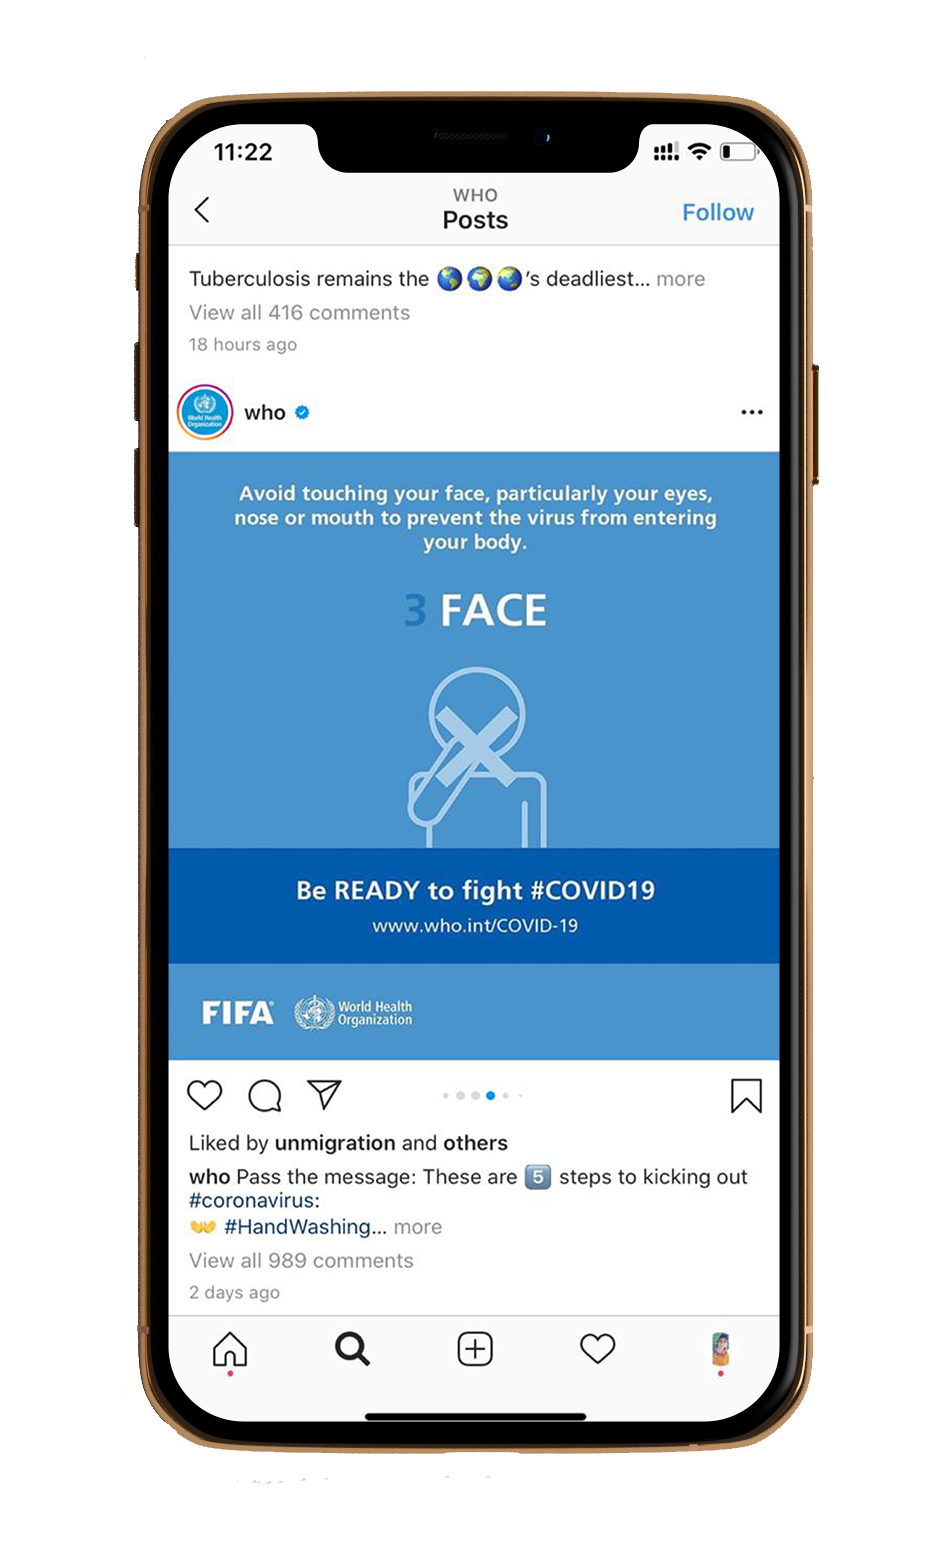 11:22
WHO
Posts
Follow
Tuberculosis remains the 🌎🌍🌏's deadliest... more
View all 416 comments
18 hours ago
World Health
Organization
who
Avoid touching your face, particularly your eyes,
nose or mouth to prevent the virus from entering
your body.
3 FACE
Be READY to fight #COVID19
www.who.int/COVID-19
FIFA®
World Health
Organization
Liked by unmigration and others
who Pass the message: These are 5️⃣ steps to kicking out
#coronavirus:
👐 #HandWashing... more
View all 989 comments
2 days ago